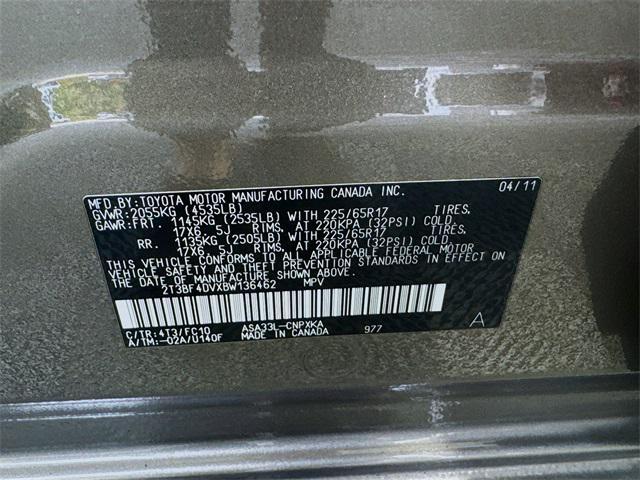 MFD.BY:TOYOTA MOTOR MANUFACTURING CANADA INC. 04/11
GVWR:2055KG (4535LB)
GAWR:FRT. 1145KG (2535LB) WITH 225/65R17 TIRES,
17X6.5J RIMS, AT 220KPA (32PSI) COLD.
RR. 1135KG (2505LB) WITH 225/65R17 TIRES,
17X6.5J RIMS, AT 220KPA (32PSI) COLD.
THIS VEHICLE CONFORMS TO ALL APPLICABLE FEDERAL MOTOR
VEHICLE SAFETY AND THEFT PREVENTION STANDARDS IN EFFECT ON
THE DATE OF MANUFACTURE SHOWN ABOVE.
2T3BF4DVXBW136462 MPV
C/TR:4T3/FC10 ASA33L-CNPXKA A
A/TM:-02A/U140F MADE IN CANADA 977